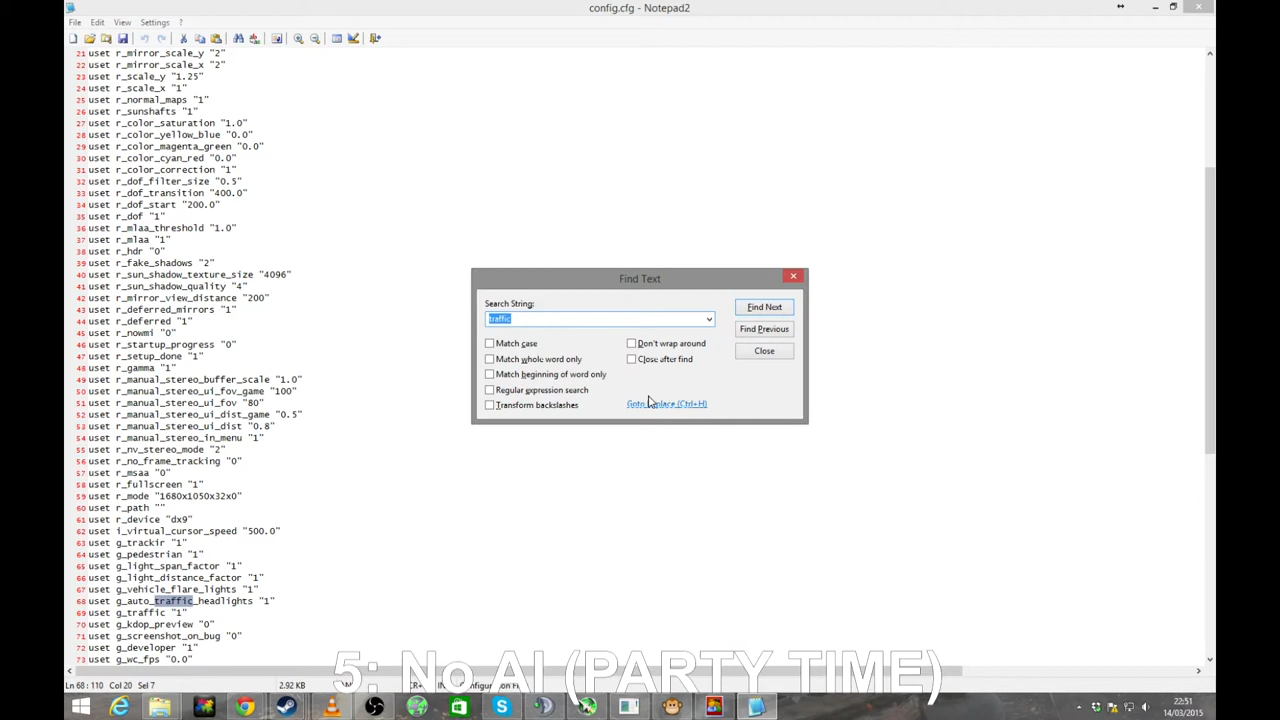 config.cfg - Notepad2
File Edit View Settings ?
21 uset r_mirror_scale_y "2"
22 uset r_mirror_scale_x "2"
23 uset r_scale_y "1.25"
24 uset r_scale_x "1"
25 uset r_normal_maps "1"
26 uset r_sunshafts "1"
27 uset r_color_saturation "1.0"
28 uset r_color_yellow_blue "0.0"
29 uset r_color_magenta_green "0.0"
30 uset r_color_cyan_red "0.0"
31 uset r_color_correction "1"
32 uset r_dof_filter_size "0.5"
33 uset r_dof_transition "400.0"
34 uset r_dof_start "200.0"
35 uset r_dof "1"
36 uset r_mlaa_threshold "1.0"
37 uset r_mlaa "1"
38 uset r_hdr "0"
39 uset r_fake_shadows "2"
40 uset r_sun_shadow_texture_size "4096"
41 uset r_sun_shadow_quality "4"
42 uset r_mirror_view_distance "200"
43 uset r_deferred_mirrors "1"
44 uset r_deferred "1"
45 uset r_nowmi "0"
46 uset r_startup_progress "0"
47 uset r_setup_done "1"
48 uset r_gamma "1"
49 uset r_manual_stereo_buffer_scale "1.0"
50 uset r_manual_stereo_ui_fov_game "100"
51 uset r_manual_stereo_ui_fov "80"
52 uset r_manual_stereo_ui_dist_game "0.5"
53 uset r_manual_stereo_ui_dist "0.8"
54 uset r_manual_stereo_in_menu "1"
55 uset r_nv_stereo_mode "2"
56 uset r_no_frame_tracking "0"
57 uset r_msaa "0"
58 uset r_fullscreen "1"
59 uset r_mode "1680x1050x32x0"
60 uset r_path ""
61 uset r_device "dx9"
62 uset i_virtual_cursor_speed "500.0"
63 uset g_trackir "1"
64 uset g_pedestrian "1"
65 uset g_light_span_factor "1"
66 uset g_light_distance_factor "1"
67 uset g_vehicle_flare_lights "1"
68 uset g_auto_traffic_headlights "1"
69 uset g_traffic "1"
70 uset g_kdop_preview "0"
71 uset g_screenshot_on_bug "0"
72 uset g_developer "1"
73 uset g_wc_fps "0.0"
Find Text
Search String:
traffic
Find Next
Find Previous
Close
Match case
Match whole word only
Match beginning of word only
Regular expression search
Transform backslashes
Don't wrap around
Close after find
(Ctrl+H)
5: No AI (PARTY TIME)
Ln 68 : 110 Col 20 Sel 7 2.92 KB
22:51
14/03/2015